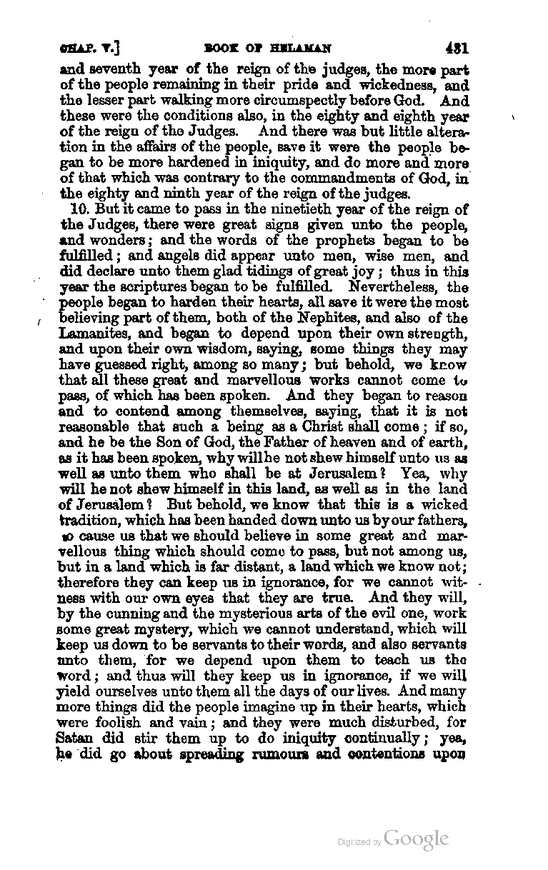 CHAP. V.] BOOK OF HELAMAN 431
and seventh year of the reign of the judges, the more part
of the people remaining in their pride and wickedness, and
the lesser part walking more circumspectly before God. And
these were the conditions also, in the eighty and eighth year
of the reign of the Judges. And there was but little altera-
tion in the affairs of the people, save it were the people be-
gan to be more hardened in iniquity, and do more and more
of that which was contrary to the commandments of God, in
the eighty and ninth year of the reign of the judges.
10. But it came to pass in the ninetieth year of the reign of
the Judges, there were great signs given unto the people,
and wonders; and the words of the prophets began to be
fulfilled; and angels did appear unto men, wise men, and
did declare unto them glad tidings of great joy; thus in this
year the scriptures began to be fulfilled. Nevertheless, the
people began to harden their hearts, all save it were the most
believing part of them, both of the Nephites, and also of the
Lamanites, and began to depend upon their own strength,
and upon their own wisdom, saying, some things they may
have guessed right, among so many; but behold, we know
that all these great and marvellous works cannot come to
pass, of which has been spoken. And they began to reason
and to contend among themselves, saying, that it is not
reasonable that such a being as a Christ shall come; if so,
and he be the Son of God, the Father of heaven and of earth,
as it has been spoken, why will he not shew himself unto us as
well as unto them who shall be at Jerusalem? Yea, why
will he not shew himself in this land, as well as in the land
of Jerusalem? But behold, we know that this is a wicked
tradition, which has been handed down unto us by our fathers,
to cause us that we should believe in some great and mar-
vellous thing which should come to pass, but not among us,
but in a land which is far distant, a land which we know not;
therefore they can keep us in ignorance, for we cannot wit-
ness with our own eyes that they are true. And they will,
by the cunning and the mysterious arts of the evil one, work
some great mystery, which we cannot understand, which will
keep us down to be servants to their words, and also servants
unto them, for we depend upon them to teach us the
word; and thus will they keep us in ignorance, if we will
yield ourselves unto them all the days of our lives. And many
more things did the people imagine up in their hearts, which
were foolish and vain; and they were much disturbed, for
Satan did stir them up to do iniquity continually; yea,
he did go about spreading rumours and contentions upon
Digitized by Google